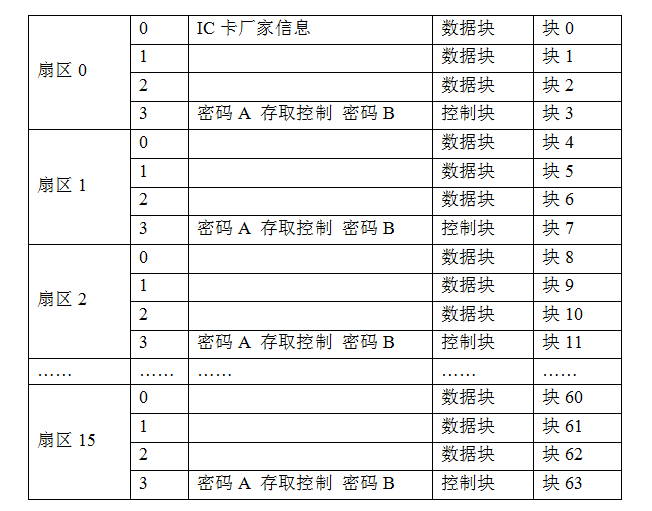 扇区 0
0 IC 卡厂家信息 数据块 块 0
1 数据块 块 1
2 数据块 块 2
3 密码 A 存取控制 密码 B 控制块 块 3
扇区 1
0 数据块 块 4
1 数据块 块 5
2 数据块 块 6
3 密码 A 存取控制 密码 B 控制块 块 7
扇区 2
0 数据块 块 8
1 数据块 块 9
2 数据块 块 10
3 密码 A 存取控制 密码 B 控制块 块 11
…… …… …… …… ……
扇区 15
0 数据块 块 60
1 数据块 块 61
2 数据块 块 62
3 密码 A 存取控制 密码 B 控制块 块 63